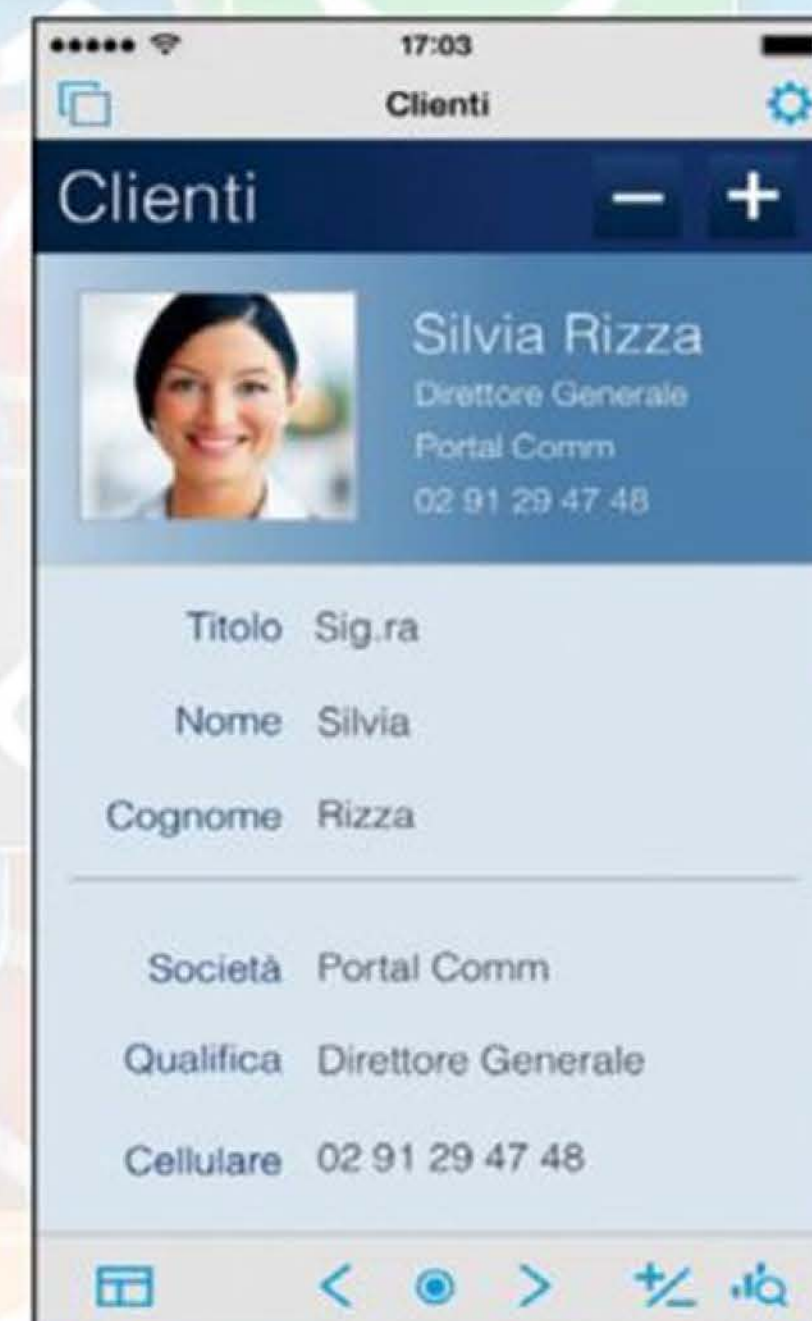 17:03
Clienti
Clienti
Silvia Rizza
Direttore Generale
Portal Comm
02 91 29 47 48
Titolo Sig.ra
Nome Silvia
Cognome Rizza
Società Portal Comm
Qualifica Direttore Generale
Cellulare 02 91 29 47 48